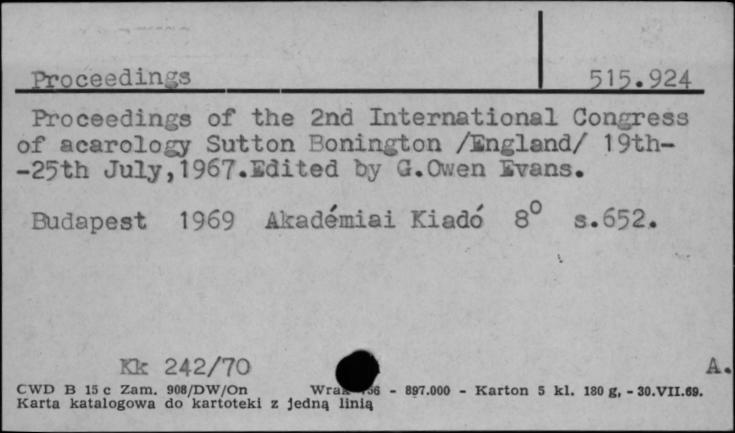 Proceedings 515.924
Proceedings of the 2nd International Congress
of acarology Sutton Bonington /England/ 19th-
-25th July,1967.Edited by G.Owen Evans.
Budapest 1969 Akadémiai Kiadó 8° s.652.
Kk 242/70 A.
CWD B 15 c Zam. 908/DW/On - 897.000 - Karton 5 kl. 180 g, - 30.VII.69.
Karta katalogowa do kartoteki z jedną linią